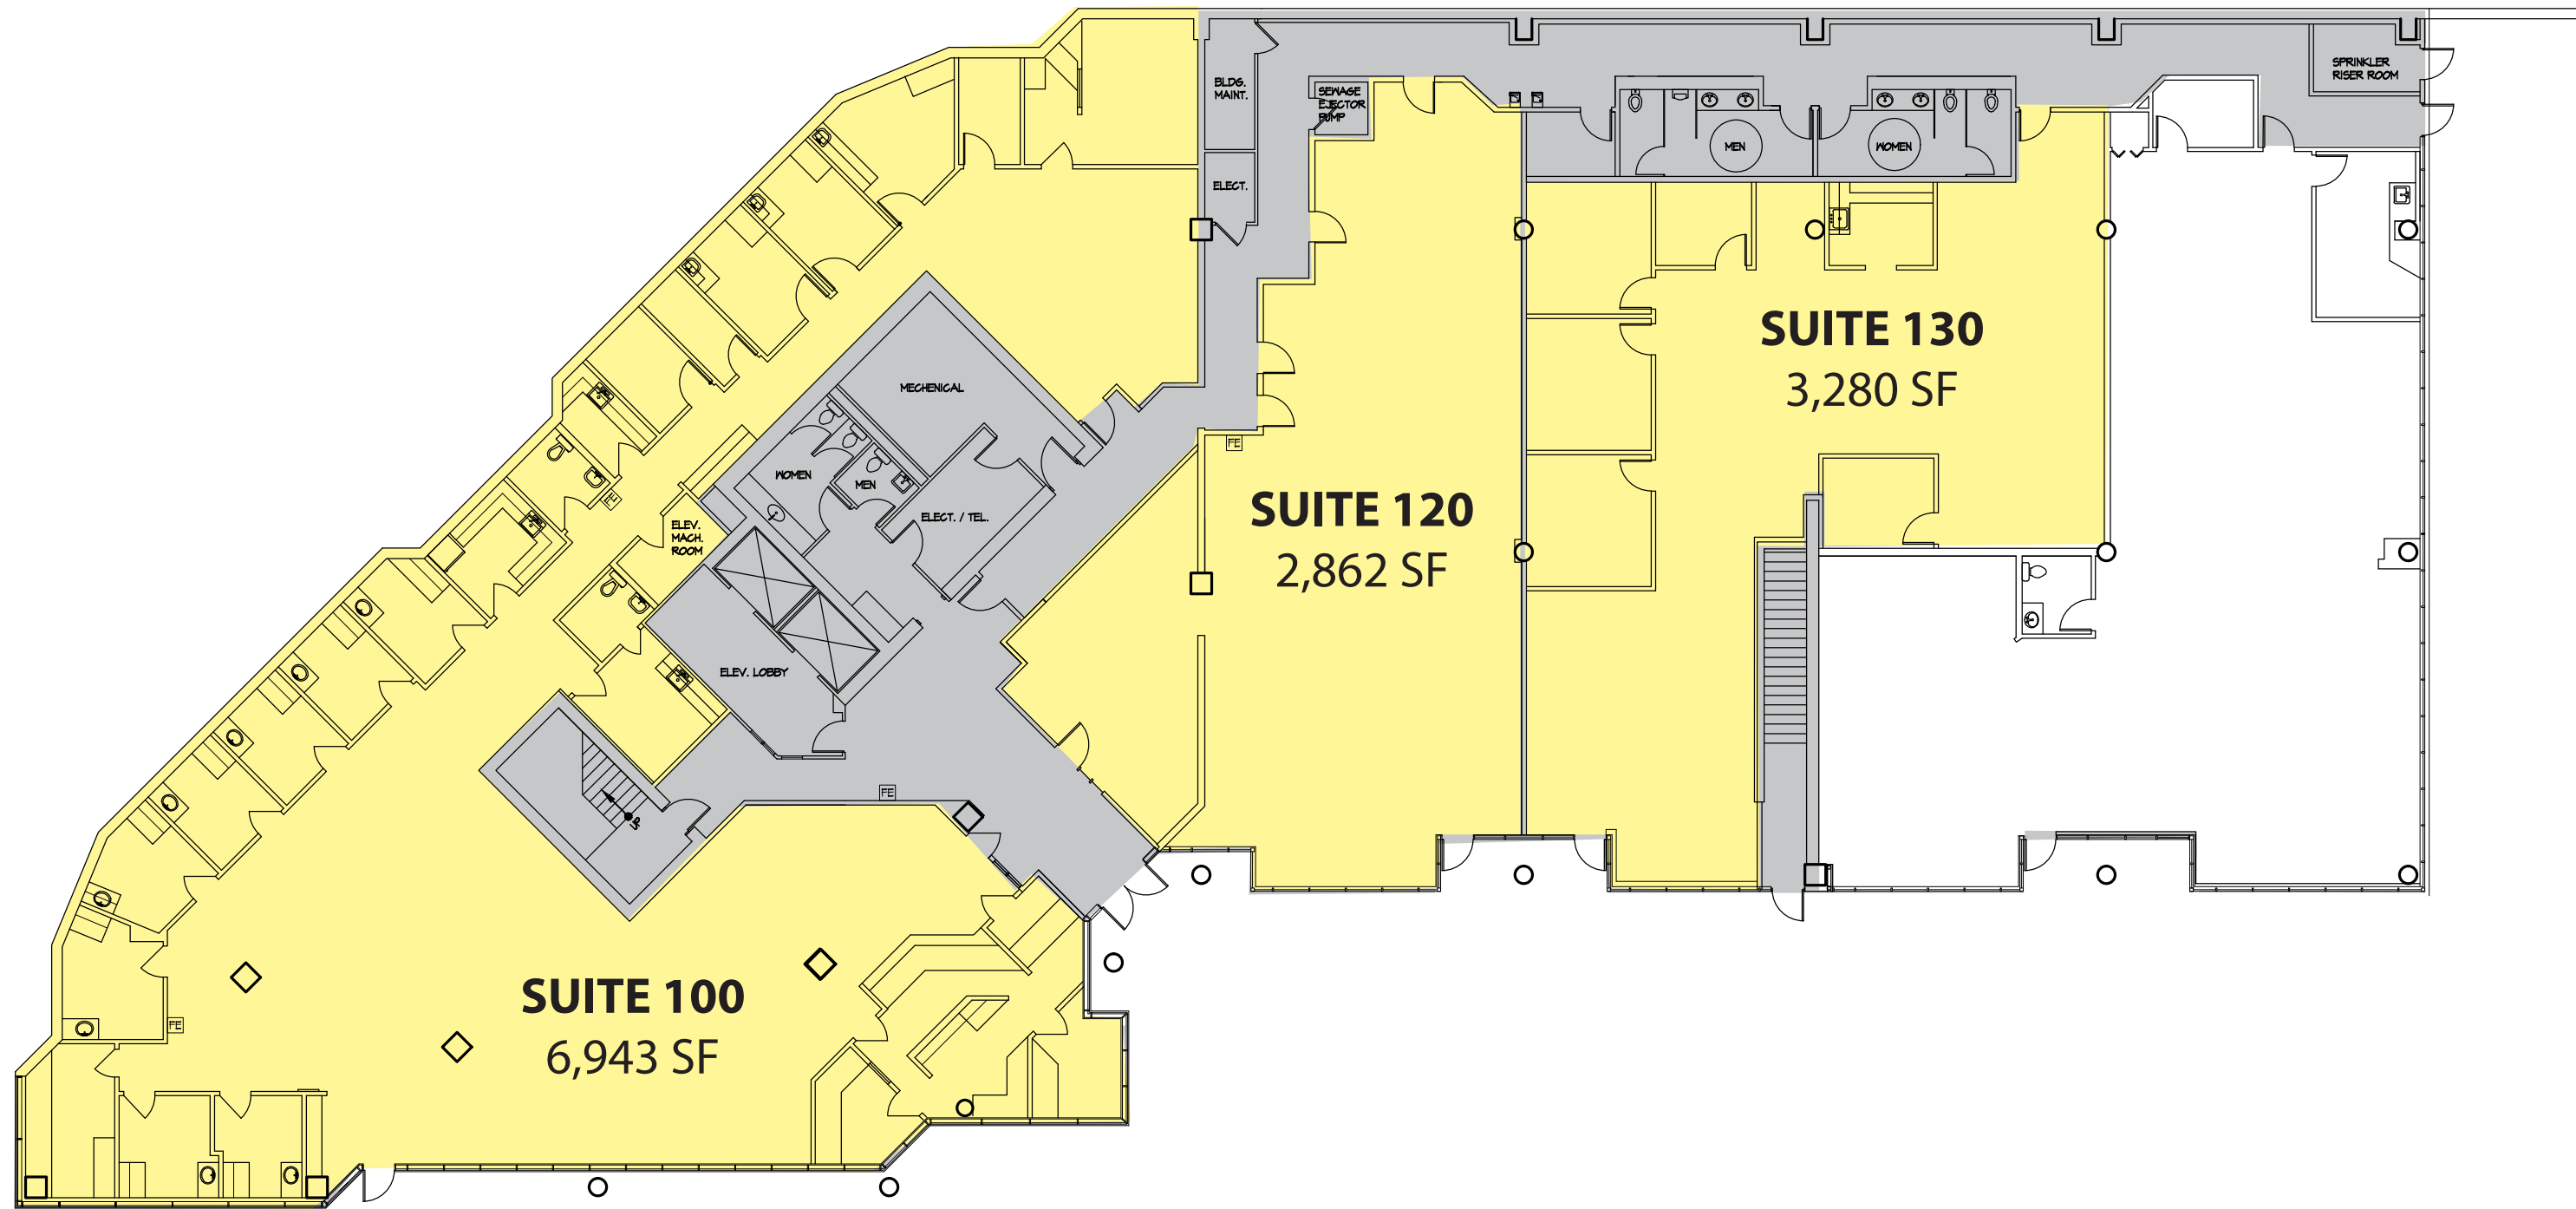 BLDG.
MAINT.
SEWAGE
EJECTOR
PUMP
SPRINKLER
RISER ROOM
MEN
WOMEN
ELECT.
SUITE 130
3,280 SF
MECHENICAL
FE
WOMEN
MEN
FE
SUITE 120
2,862 SF
ELECT. / TEL.
ELEV.
MACH.
ROOM
ELEV. LOBBY
FE
UP
SUITE 100
6,943 SF
FE